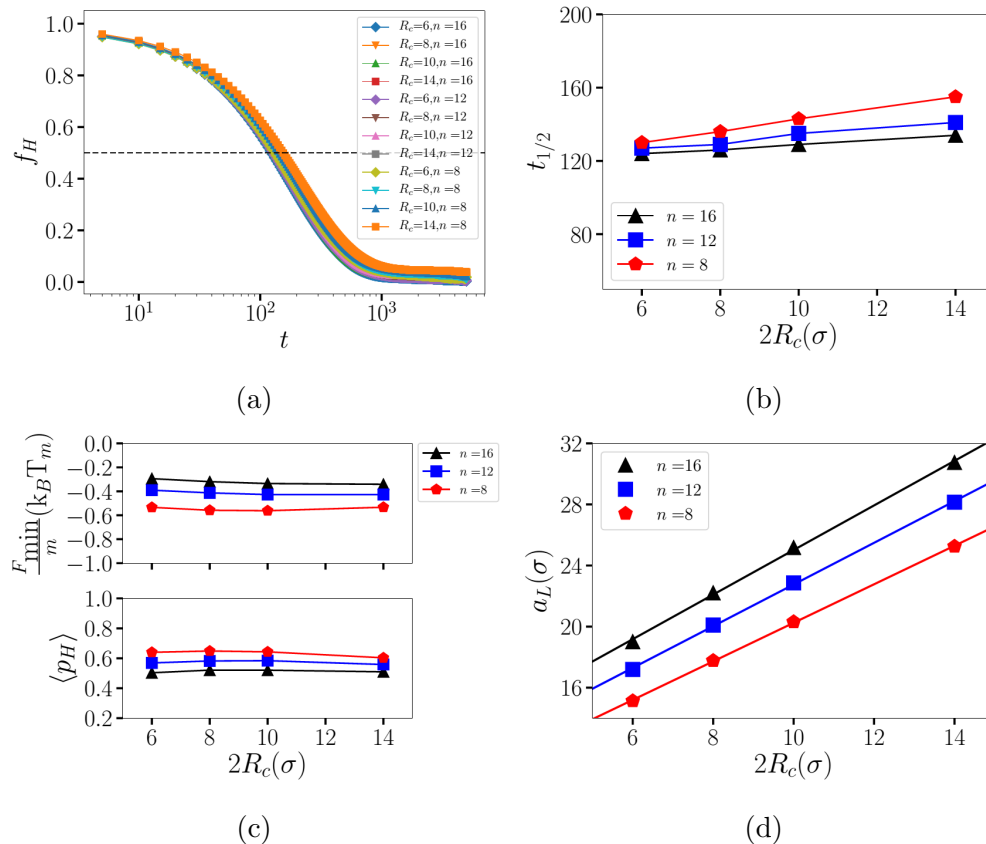 1.0
0.8
0.6
0.4
0.2
0.0
f_H
10^1
10^2
10^3
t
R_c=6,n=16
R_c=8,n=16
R_c=10,n=16
R_c=14,n=16
R_c=6,n=12
R_c=8,n=12
R_c=10,n=12
R_c=14,n=12
R_c=6,n=8
R_c=8,n=8
R_c=10,n=8
R_c=14,n=8
(a)
200
160
120
80
t_{1/2}
n = 16
n = 12
n = 8
6 8 10 12 14
2R_c(σ)
(b)
0.0
−0.2
−0.4
−0.6
−0.8
−1.0
F_min/m (k_BT_m)
n=16
n=12
n=8
1.0
0.8
0.6
0.4
0.2
⟨p_H⟩
6 8 10 12 14
2R_c(σ)
(c)
32
28
24
20
16
a_L(σ)
n=16
n=12
n=8
6 8 10 12 14
2R_c(σ)
(d)